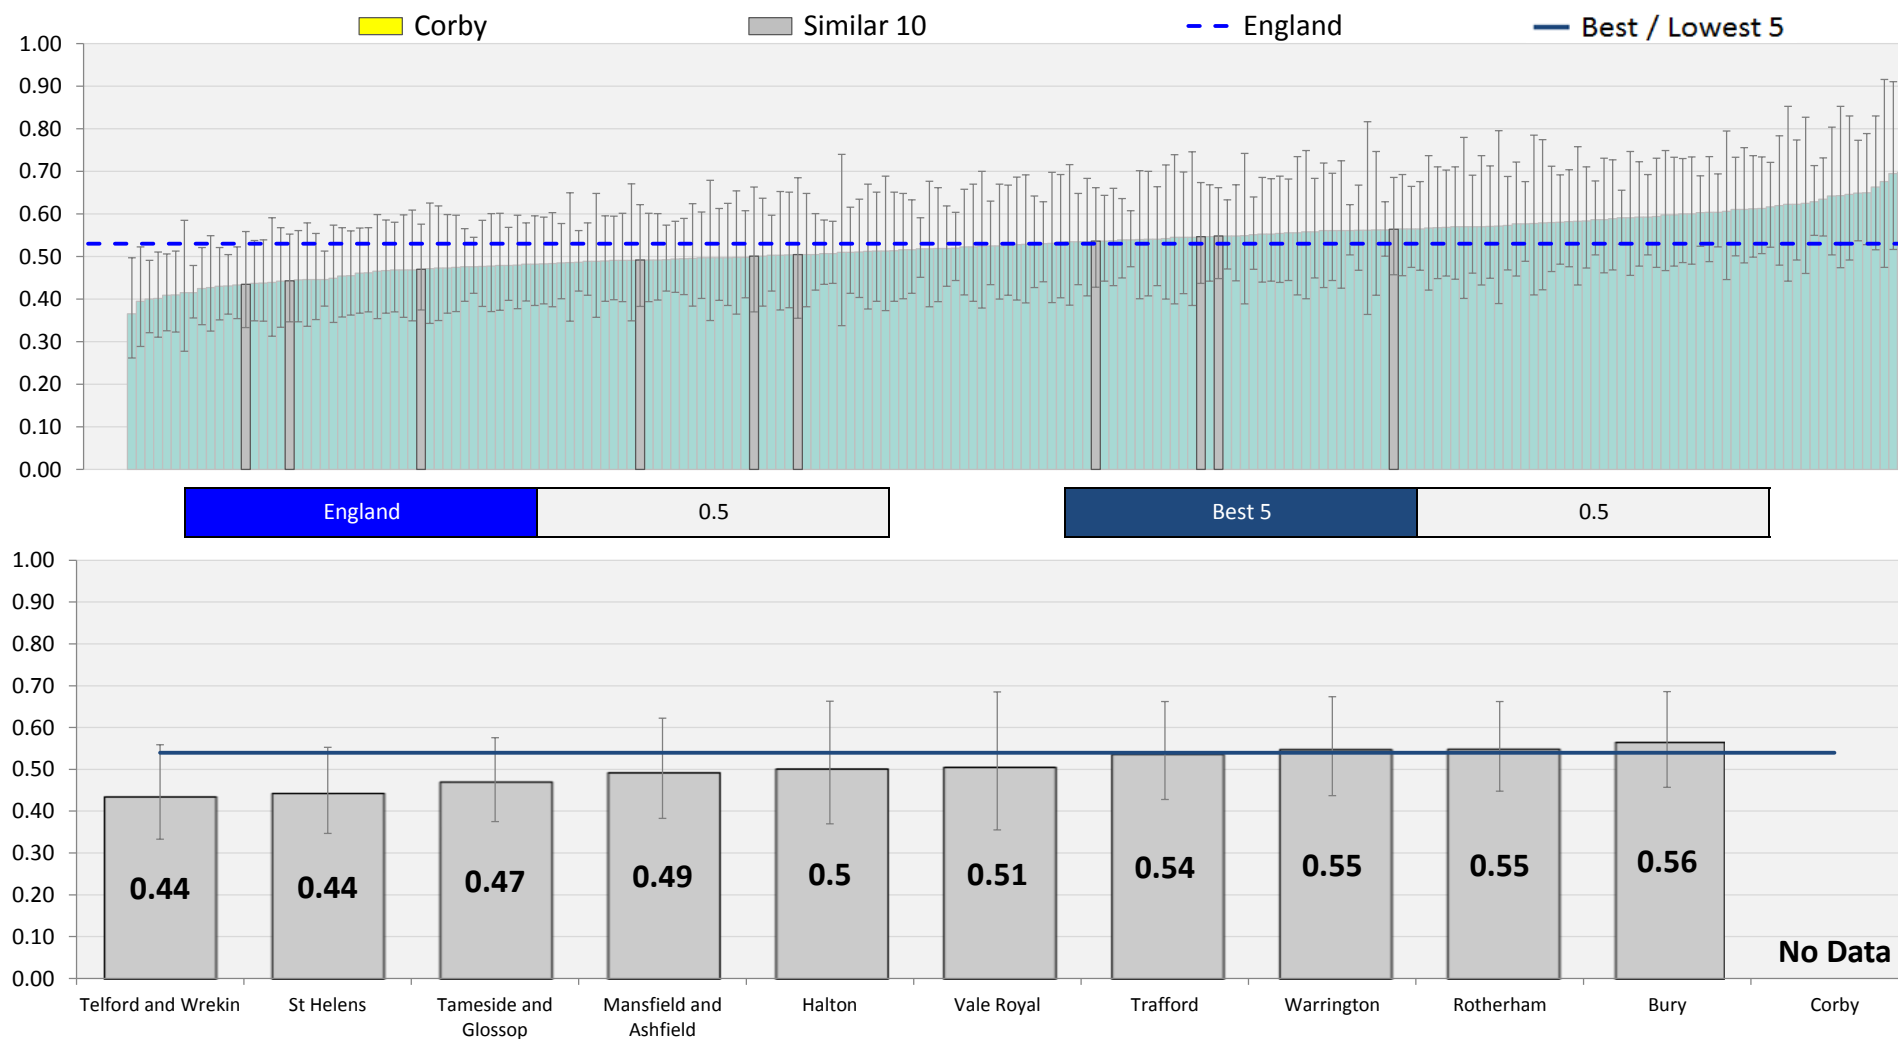 Corby
Similar 10
England
Best / Lowest 5
1.00
0.90
0.80
0.70
0.60
0.50
0.40
0.30
0.20
0.10
0.00
England 0.5 Best 5 0.5
1.00
0.90
0.80
0.70
0.60
0.50
0.40
0.30
0.20
0.10
0.00
0.44 0.44 0.47 0.49 0.5 0.51 0.54 0.55 0.55 0.56
No Data
Telford and Wrekin
St Helens
Tameside and
Glossop
Mansfield and
Ashfield
Halton
Vale Royal
Trafford
Warrington
Rotherham
Bury
Corby